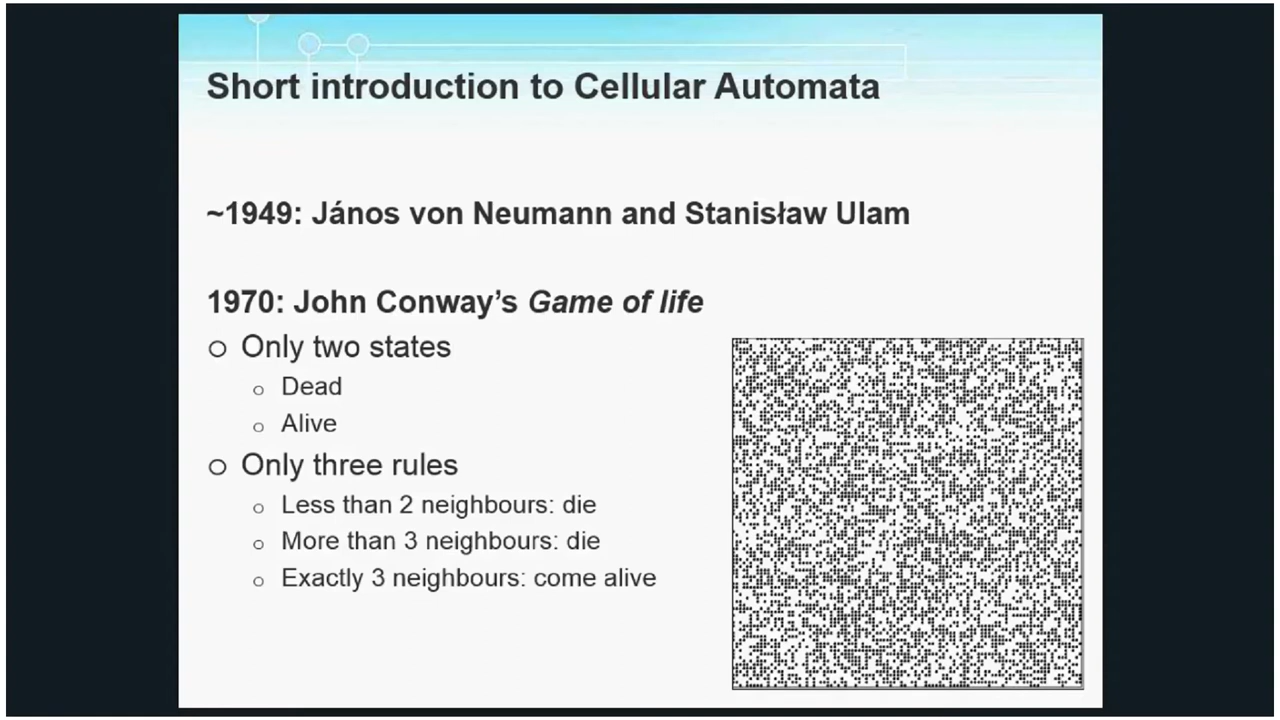 Short introduction to Cellular Automata
~1949: János von Neumann and Stanisław Ulam
1970: John Conway’s Game of life
Only two states
Dead
Alive
Only three rules
Less than 2 neighbours: die
More than 3 neighbours: die
Exactly 3 neighbours: come alive